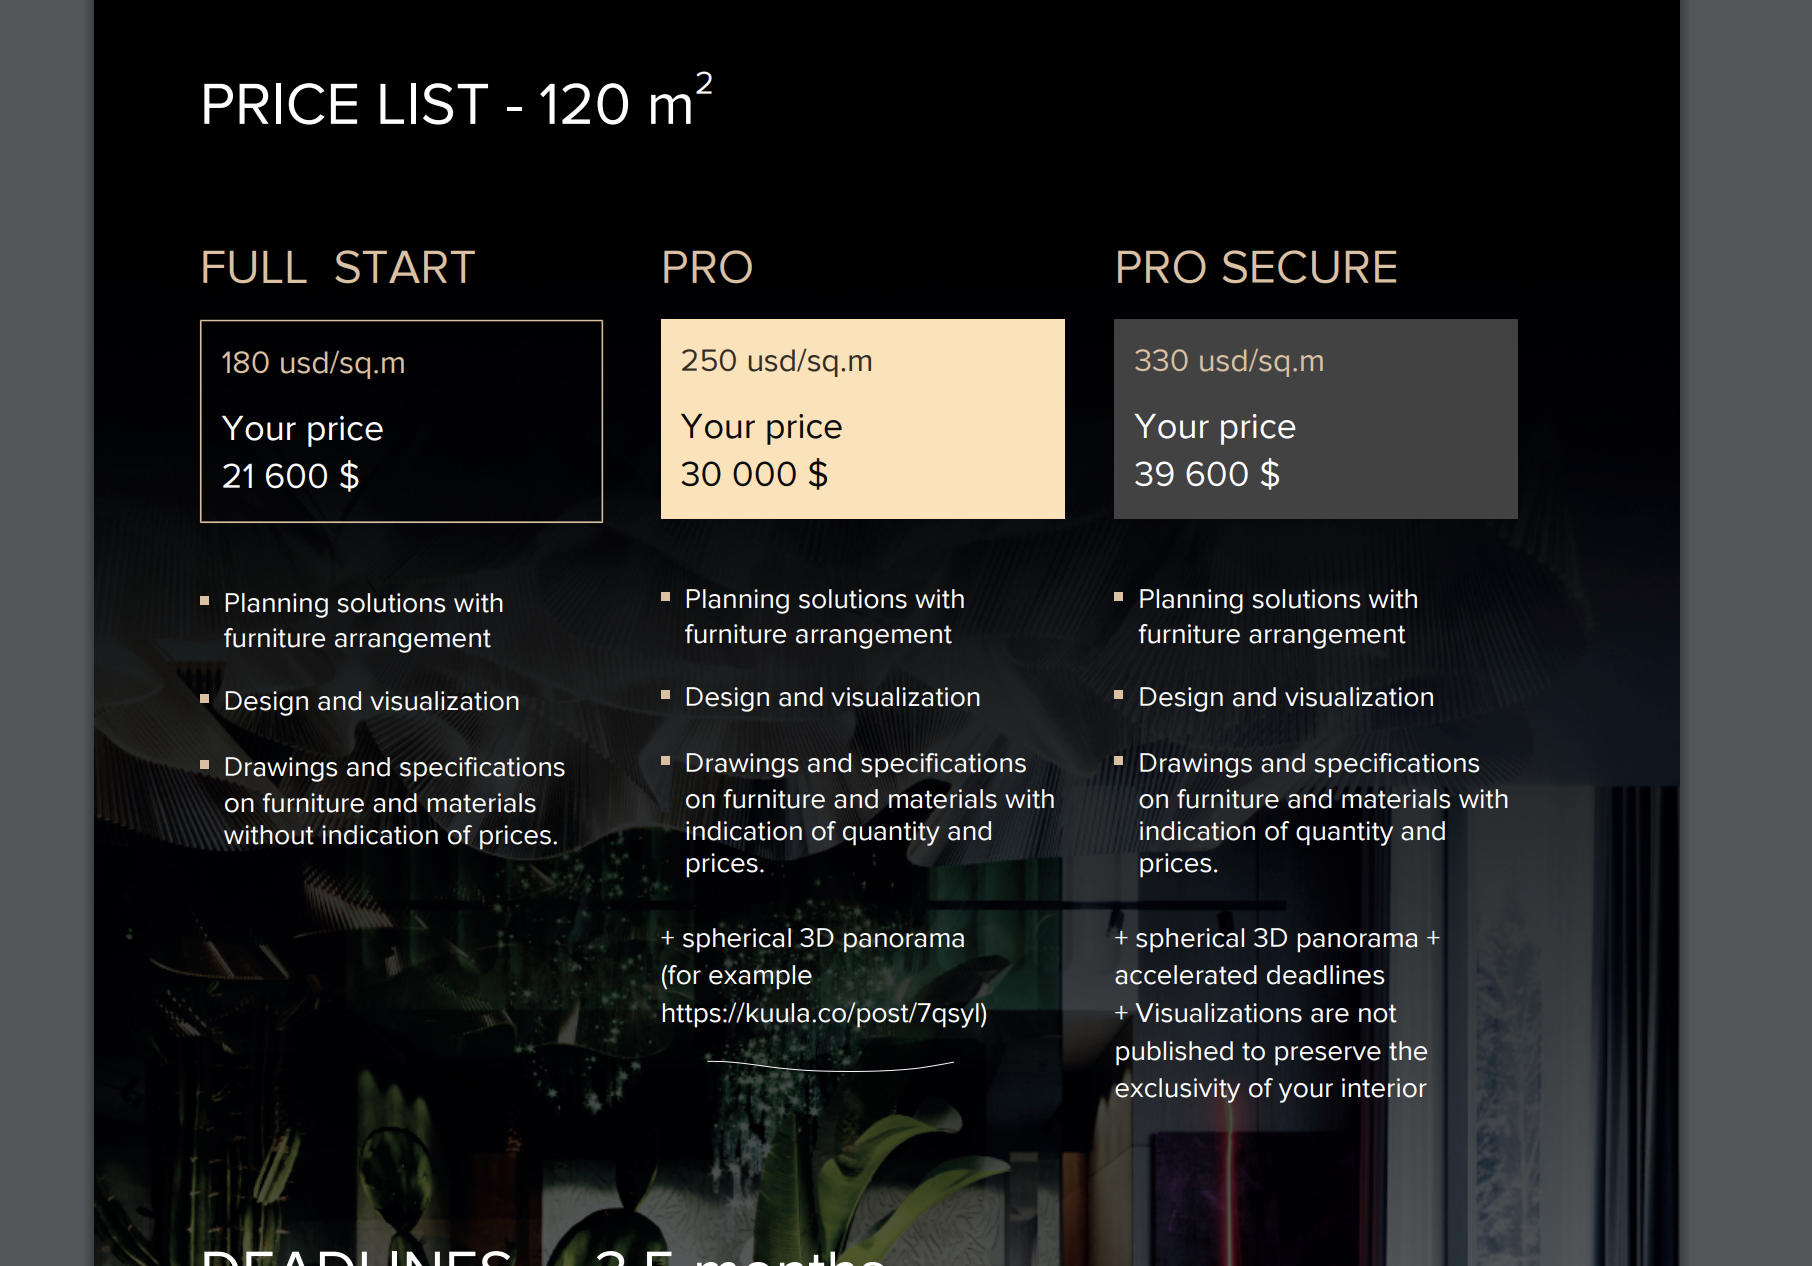 PRICE LIST - 120 m²
FULL START
180 usd/sq.m
Your price
21 600 $
Planning solutions with
furniture arrangement
Design and visualization
Drawings and specifications
on furniture and materials
without indication of prices.
PRO
250 usd/sq.m
Your price
30 000 $
Planning solutions with
furniture arrangement
Design and visualization
Drawings and specifications
on furniture and materials with
indication of quantity and
prices.
+ spherical 3D panorama
(for example
https://kuula.co/post/7qsyl)
PRO SECURE
330 usd/sq.m
Your price
39 600 $
Planning solutions with
furniture arrangement
Design and visualization
Drawings and specifications
on furniture and materials with
indication of quantity and
prices.
+ spherical 3D panorama +
accelerated deadlines
+ Visualizations are not
published to preserve the
exclusivity of your interior
DEADLINES months